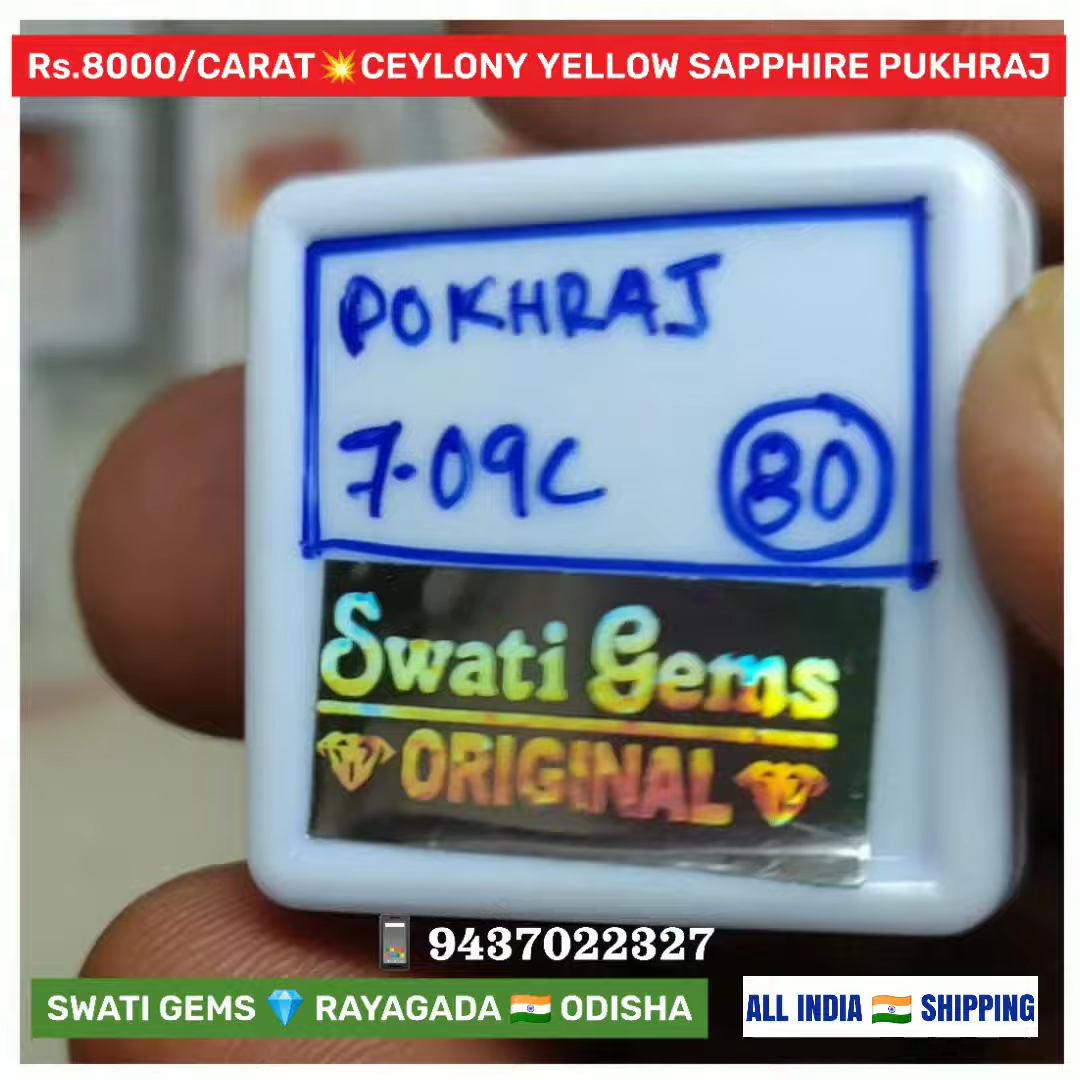 Rs.8000/CARAT💥CEYLONY YELLOW SAPPHIRE PUKHRAJ
POKHRAJ
7.09C 80
Swati Gems
ORIGINAL
9437022327
SWATI GEMS 💎 RAYAGADA 🇮🇳 ODISHA
ALL INDIA 🇮🇳 SHIPPING